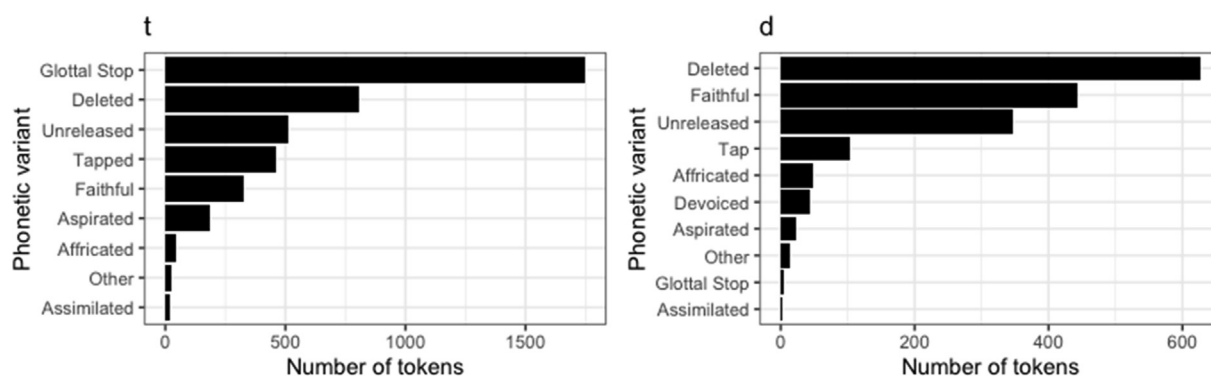 t
Phonetic variant
Glottal Stop
Deleted
Unreleased
Tapped
Faithful
Aspirated
Affricated
Other
Assimilated
0 500 1000 1500
Number of tokens
d
Phonetic variant
Deleted
Faithful
Unreleased
Tap
Affricated
Devoiced
Aspirated
Other
Glottal Stop
Assimilated
0 200 400 600
Number of tokens